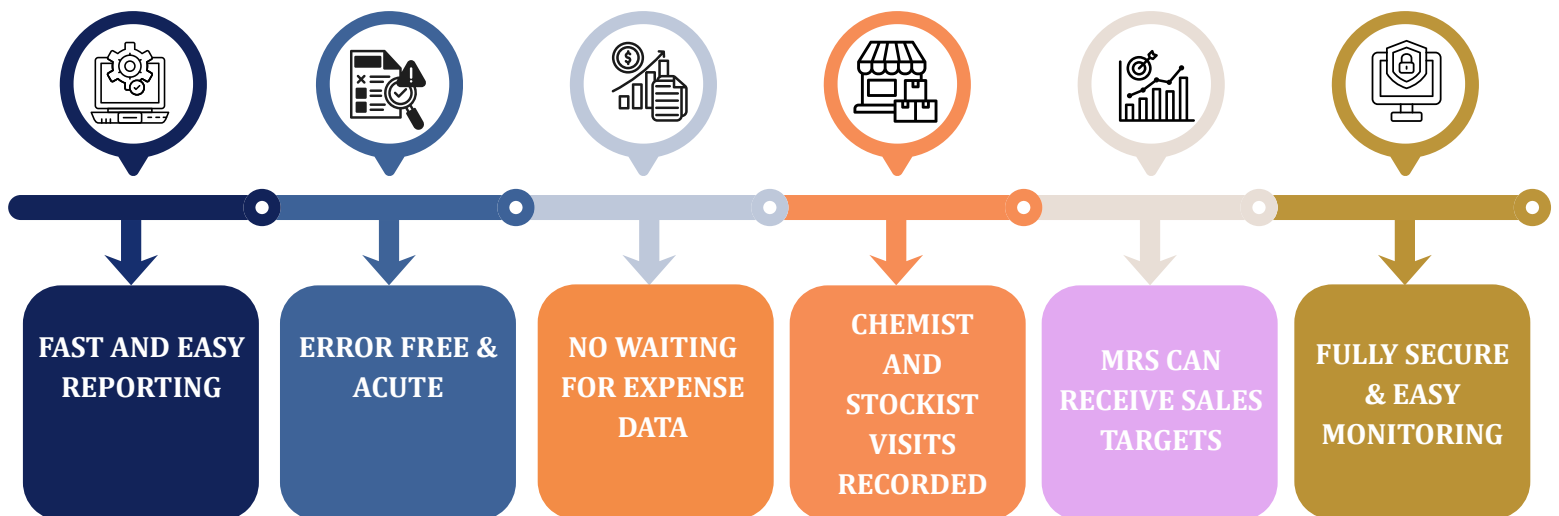 FAST AND EASY
REPORTING
ERROR FREE &
ACUTE
NO WAITING
FOR EXPENSE
DATA
CHEMIST
AND
STOCKIST
VISITS
RECORDED
MRS CAN
RECEIVE SALES
TARGETS
FULLY SECURE
& EASY
MONITORING